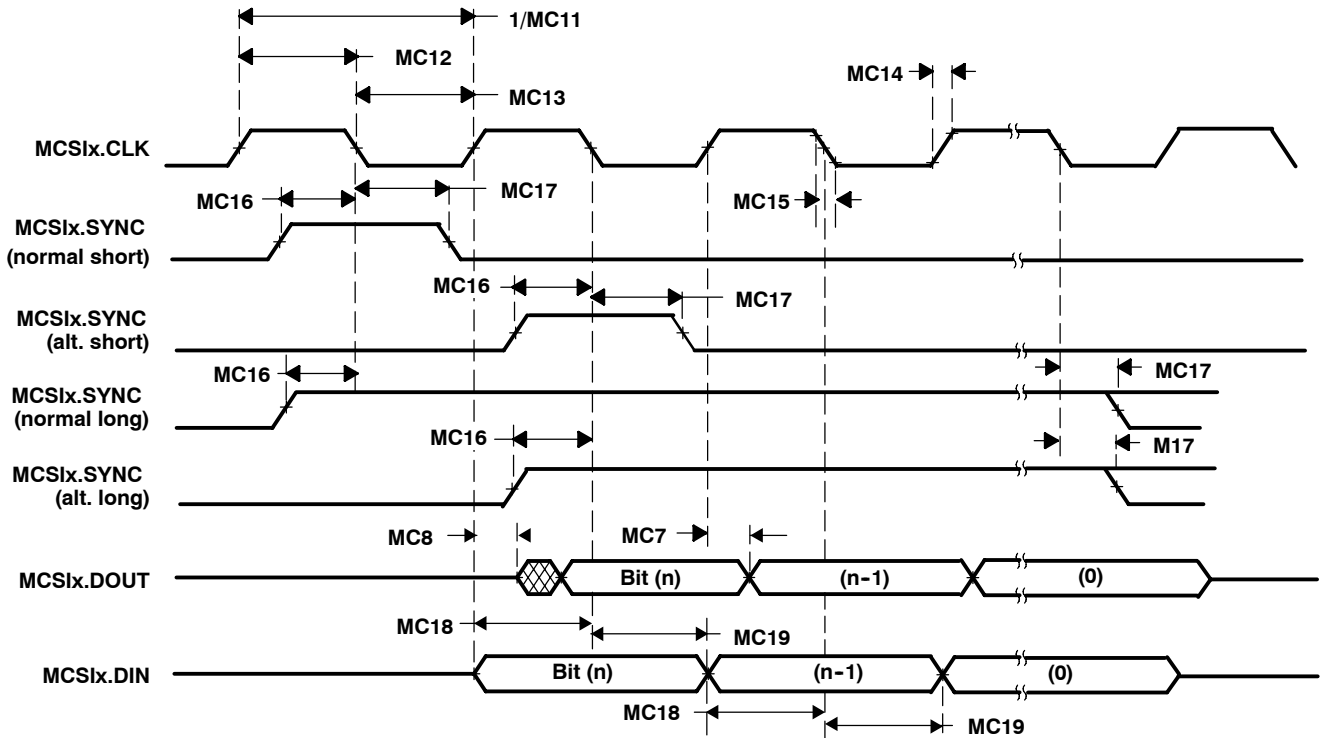 1/MC11
MC12
MC14
MC13
MCSIx.CLK
MC16
MC17
MC15
MCSIx.SYNC
(normal short)
MC16
MC17
MCSIx.SYNC
(alt. short)
MC16
MC17
MCSIx.SYNC
(normal long)
MC16
M17
MCSIx.SYNC
(alt. long)
MC8
MC7
MCSIx.DOUT
Bit (n)
(n-1)
(0)
MC18
MC19
MCSIx.DIN
Bit (n)
(n-1)
(0)
MC18
MC19